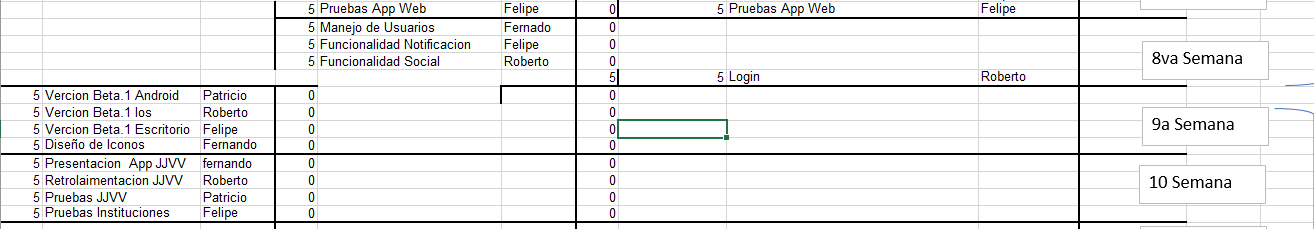 5 Pruebas App Web Felipe 0 5 Pruebas App Web Felipe
5 Manejo de Usuarios Fernado 0
5 Funcionalidad Notificacion Felipe 0
5 Funcionalidad Social Roberto 0
8va Semana
5 5 Login Roberto
5 Vercion Beta.1 Android Patricio 0 0
5 Vercion Beta.1 Ios Roberto 0 0
5 Vercion Beta.1 Escritorio Felipe 0 0
9a Semana
5 Diseño de Iconos Fernando 0 0
5 Presentacion App JJVV fernando 0 0
5 Retrolaimentacion JJVV Roberto 0 0
10 Semana
5 Pruebas JJVV Patricio 0 0
5 Pruebas Instituciones Felipe 0 0